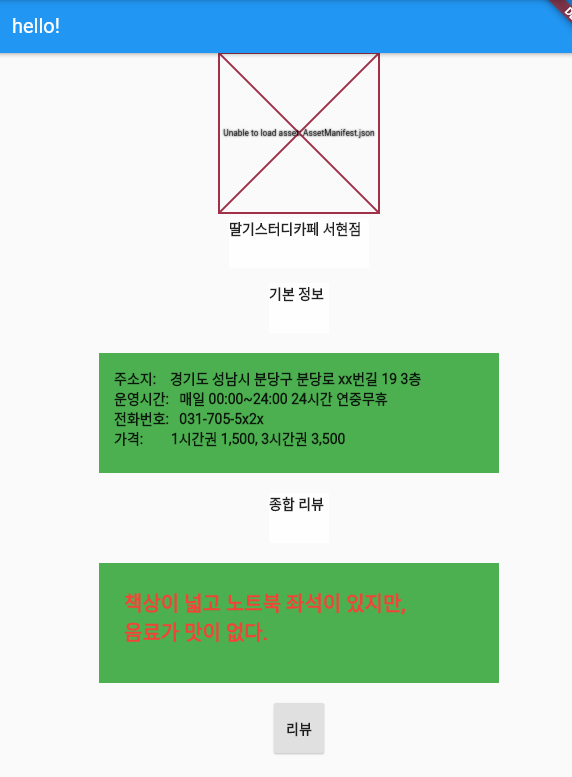 hello!
Unable to load asset: AssetManifest.json
딸기스터디카페 서현점
기본 정보
주소지: 경기도 성남시 분당구 분당로 xx번길 19 3층
운영시간: 매일 00:00~24:00 24시간 연중무휴
전화번호: 031-705-5x2x
가격: 1시간권 1,500, 3시간권 3,500
종합 리뷰
책상이 넓고 노트북 좌석이 있지만,
음료가 맛이 없다.
리뷰